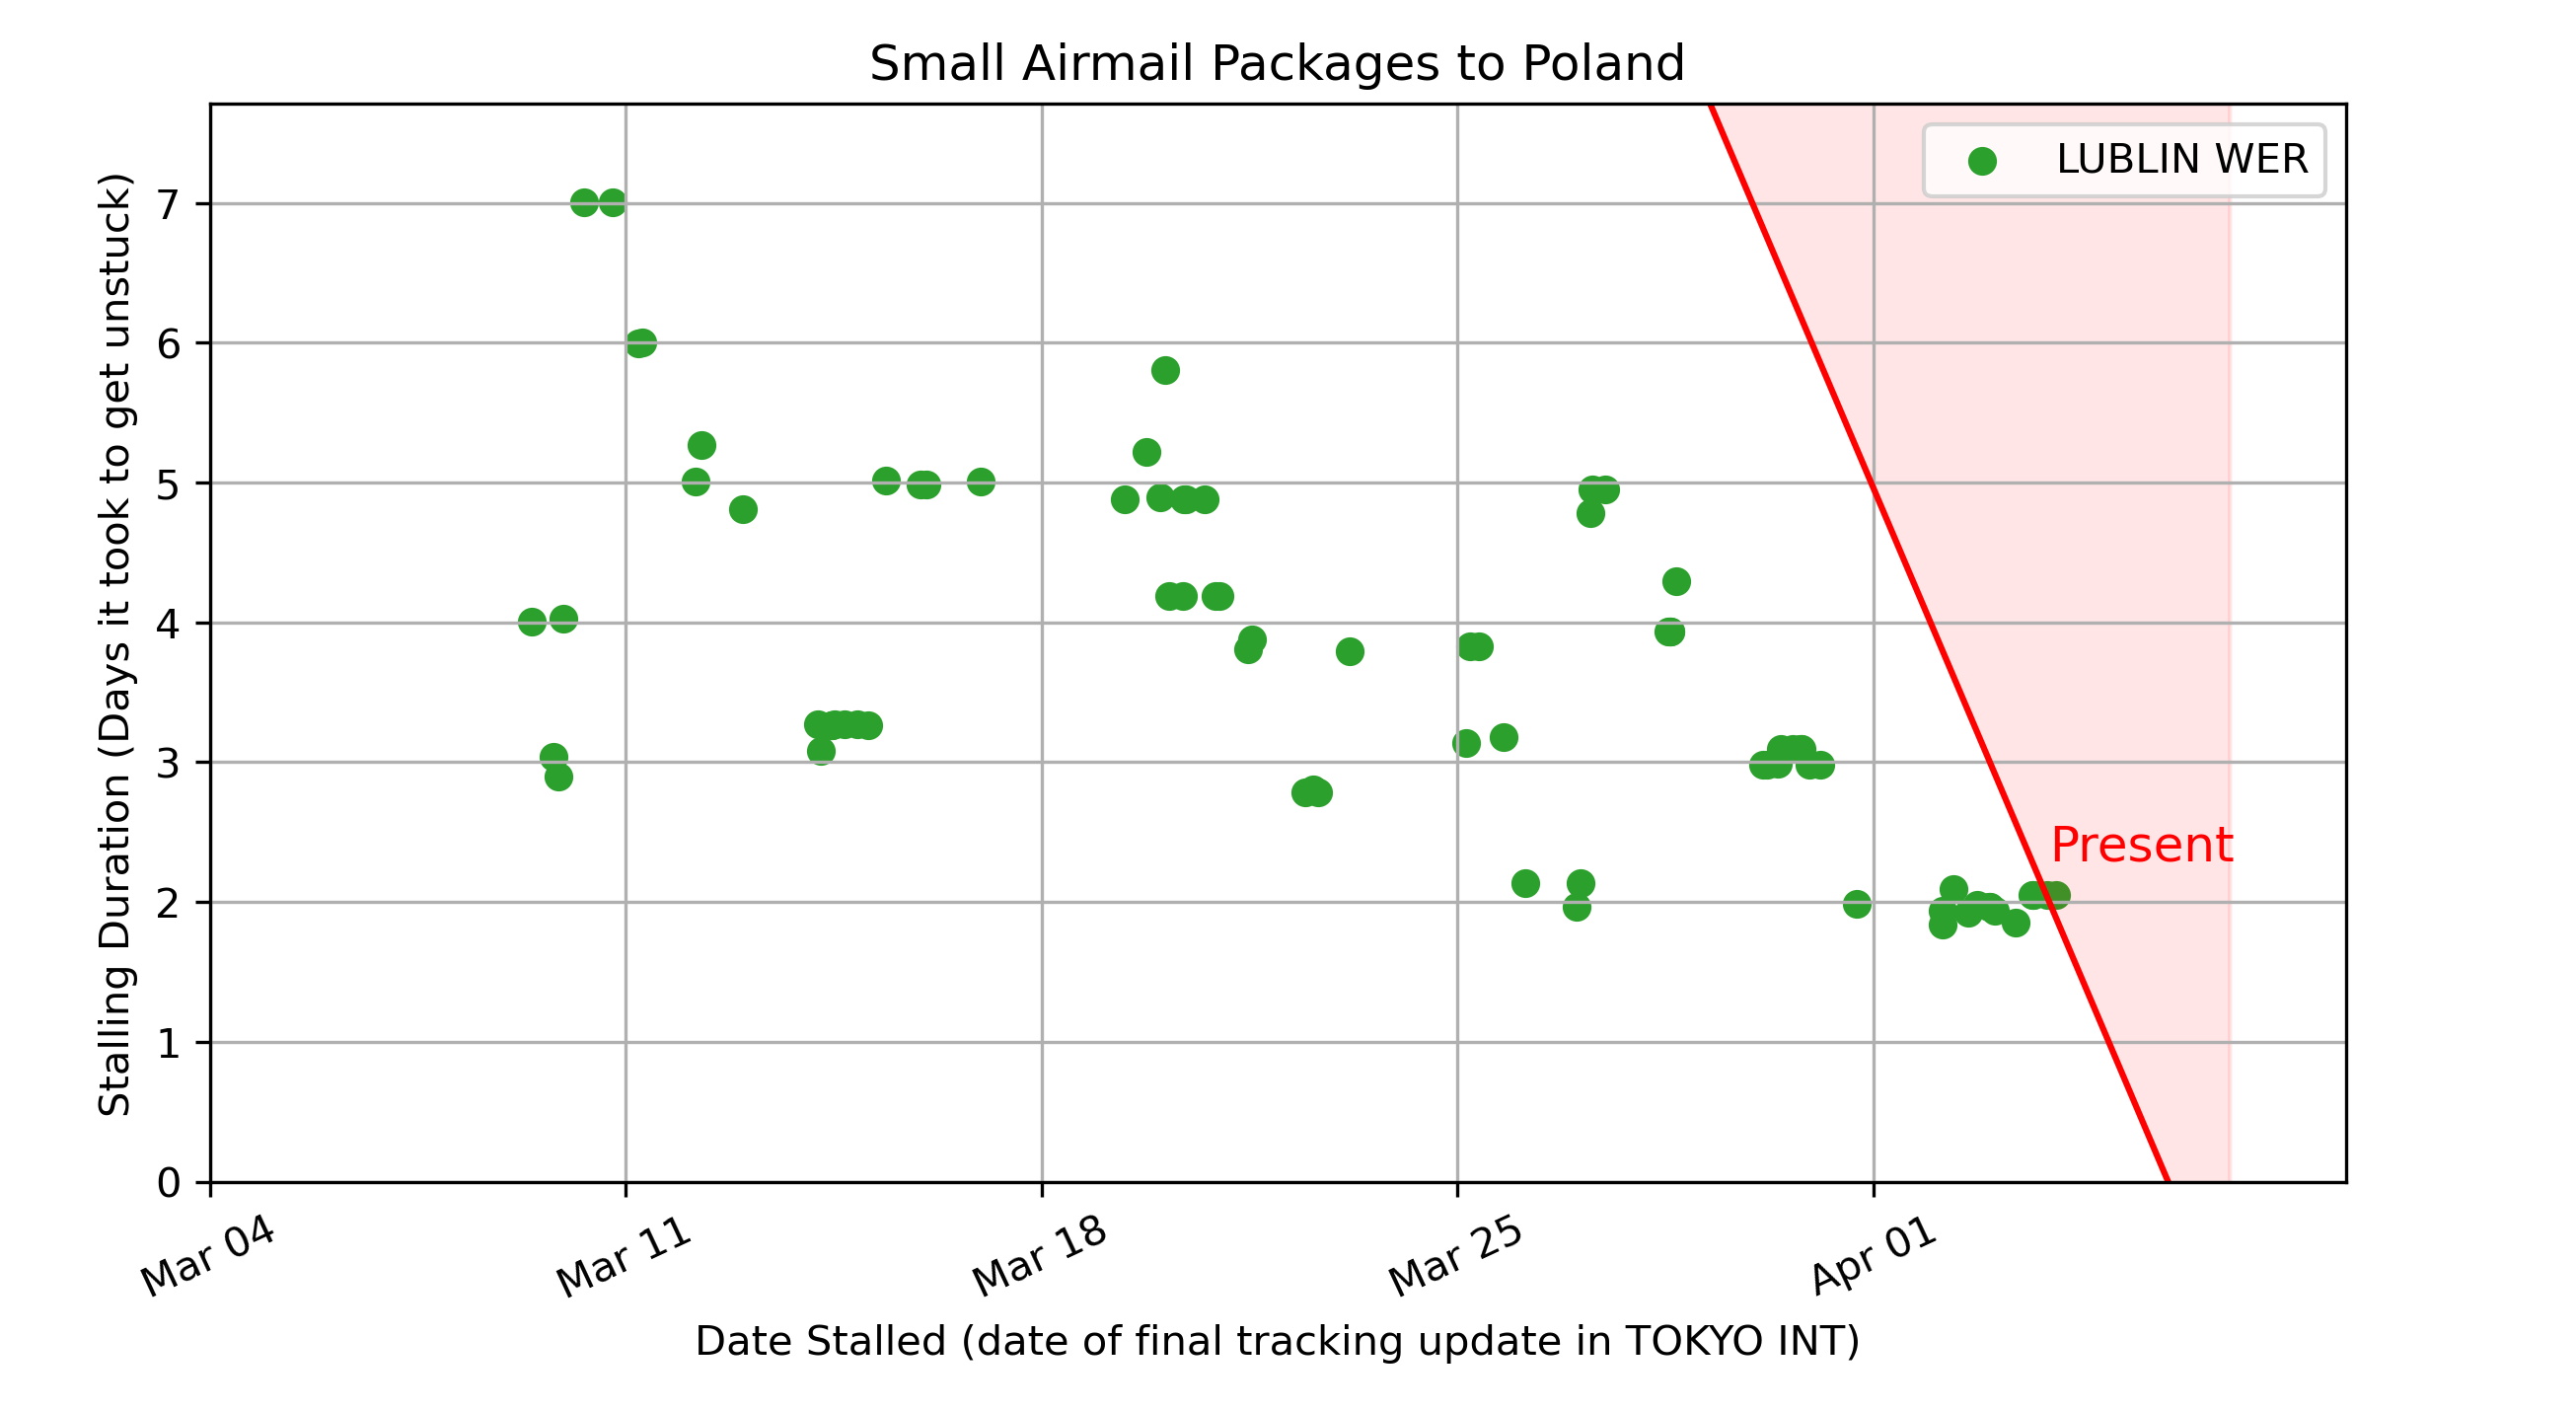 Small Airmail Packages to Poland
LUBLIN WER
Stalling Duration (Days it took to get unstuck)
7
6
5
4
3
2
1
0
Present
Mar 04
Mar 11
Mar 18
Mar 25
Apr 01
Date Stalled (date of final tracking update in TOKYO INT)